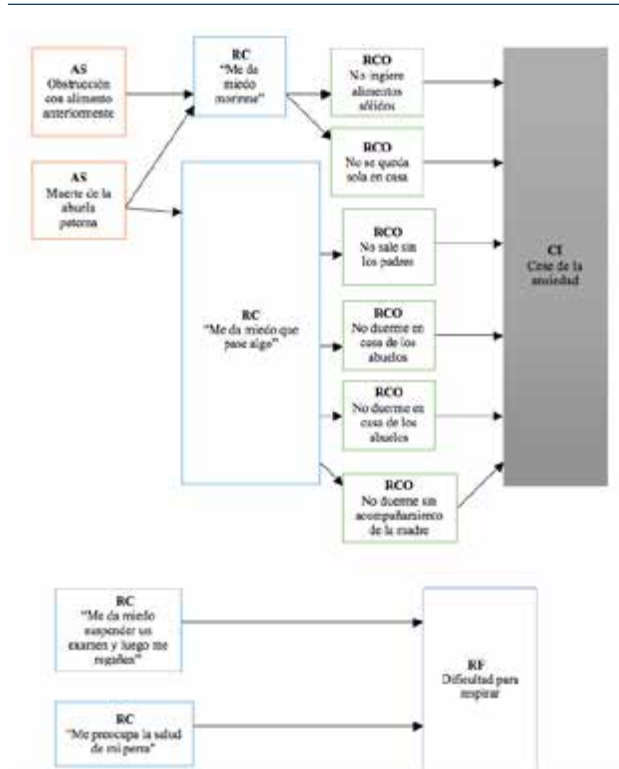 AS
Obstrucción
con alimento
anteriormente
RC
"Me da
miedo
morirme"
RCO
No ingiere
alimentos
sólidos
RCO
No se queda
sola en casa
AS
Muerte de la
abuela
paterna
RC
"Me da miedo que
pase algo"
RCO
No sale sin
los padres
RCO
No duerme en
casa de los
abuelos
RCO
No duerme en
casa de los
abuelos
RCO
No duerme sin
acompañamiento
de la madre
CI
Cese de la
ansiedad
RC
"Me da miedo
suspender un
examen y luego me
regañen"
RC
"Me preocupa la salud
de mi perra"
RF
Dificultad para
respirar